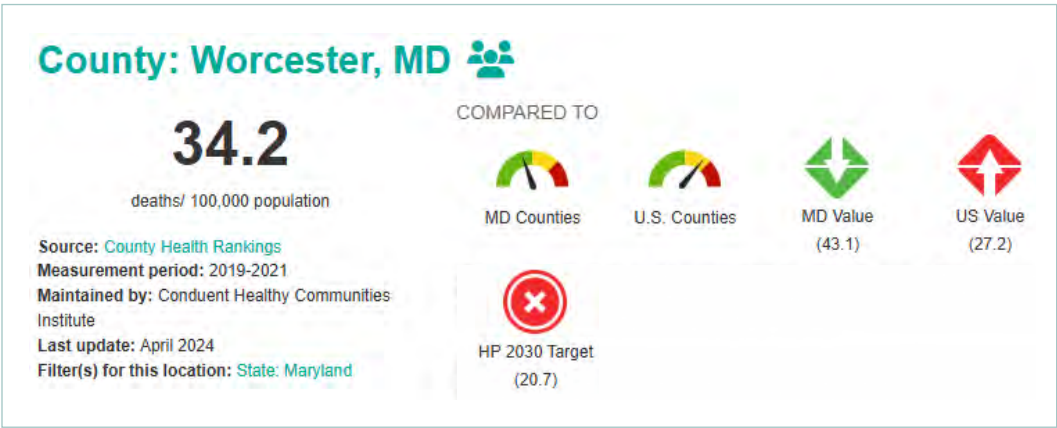 County: Worcester, MD
34.2
deaths/ 100,000 population
Source: County Health Rankings
Measurement period: 2019-2021
Maintained by: Conduent Healthy Communities
Institute
Last update: April 2024
Filter(s) for this location: State: Maryland
COMPARED TO
MD Counties
U.S. Counties
MD Value
(43.1)
US Value
(27.2)
HP 2030 Target
(20.7)